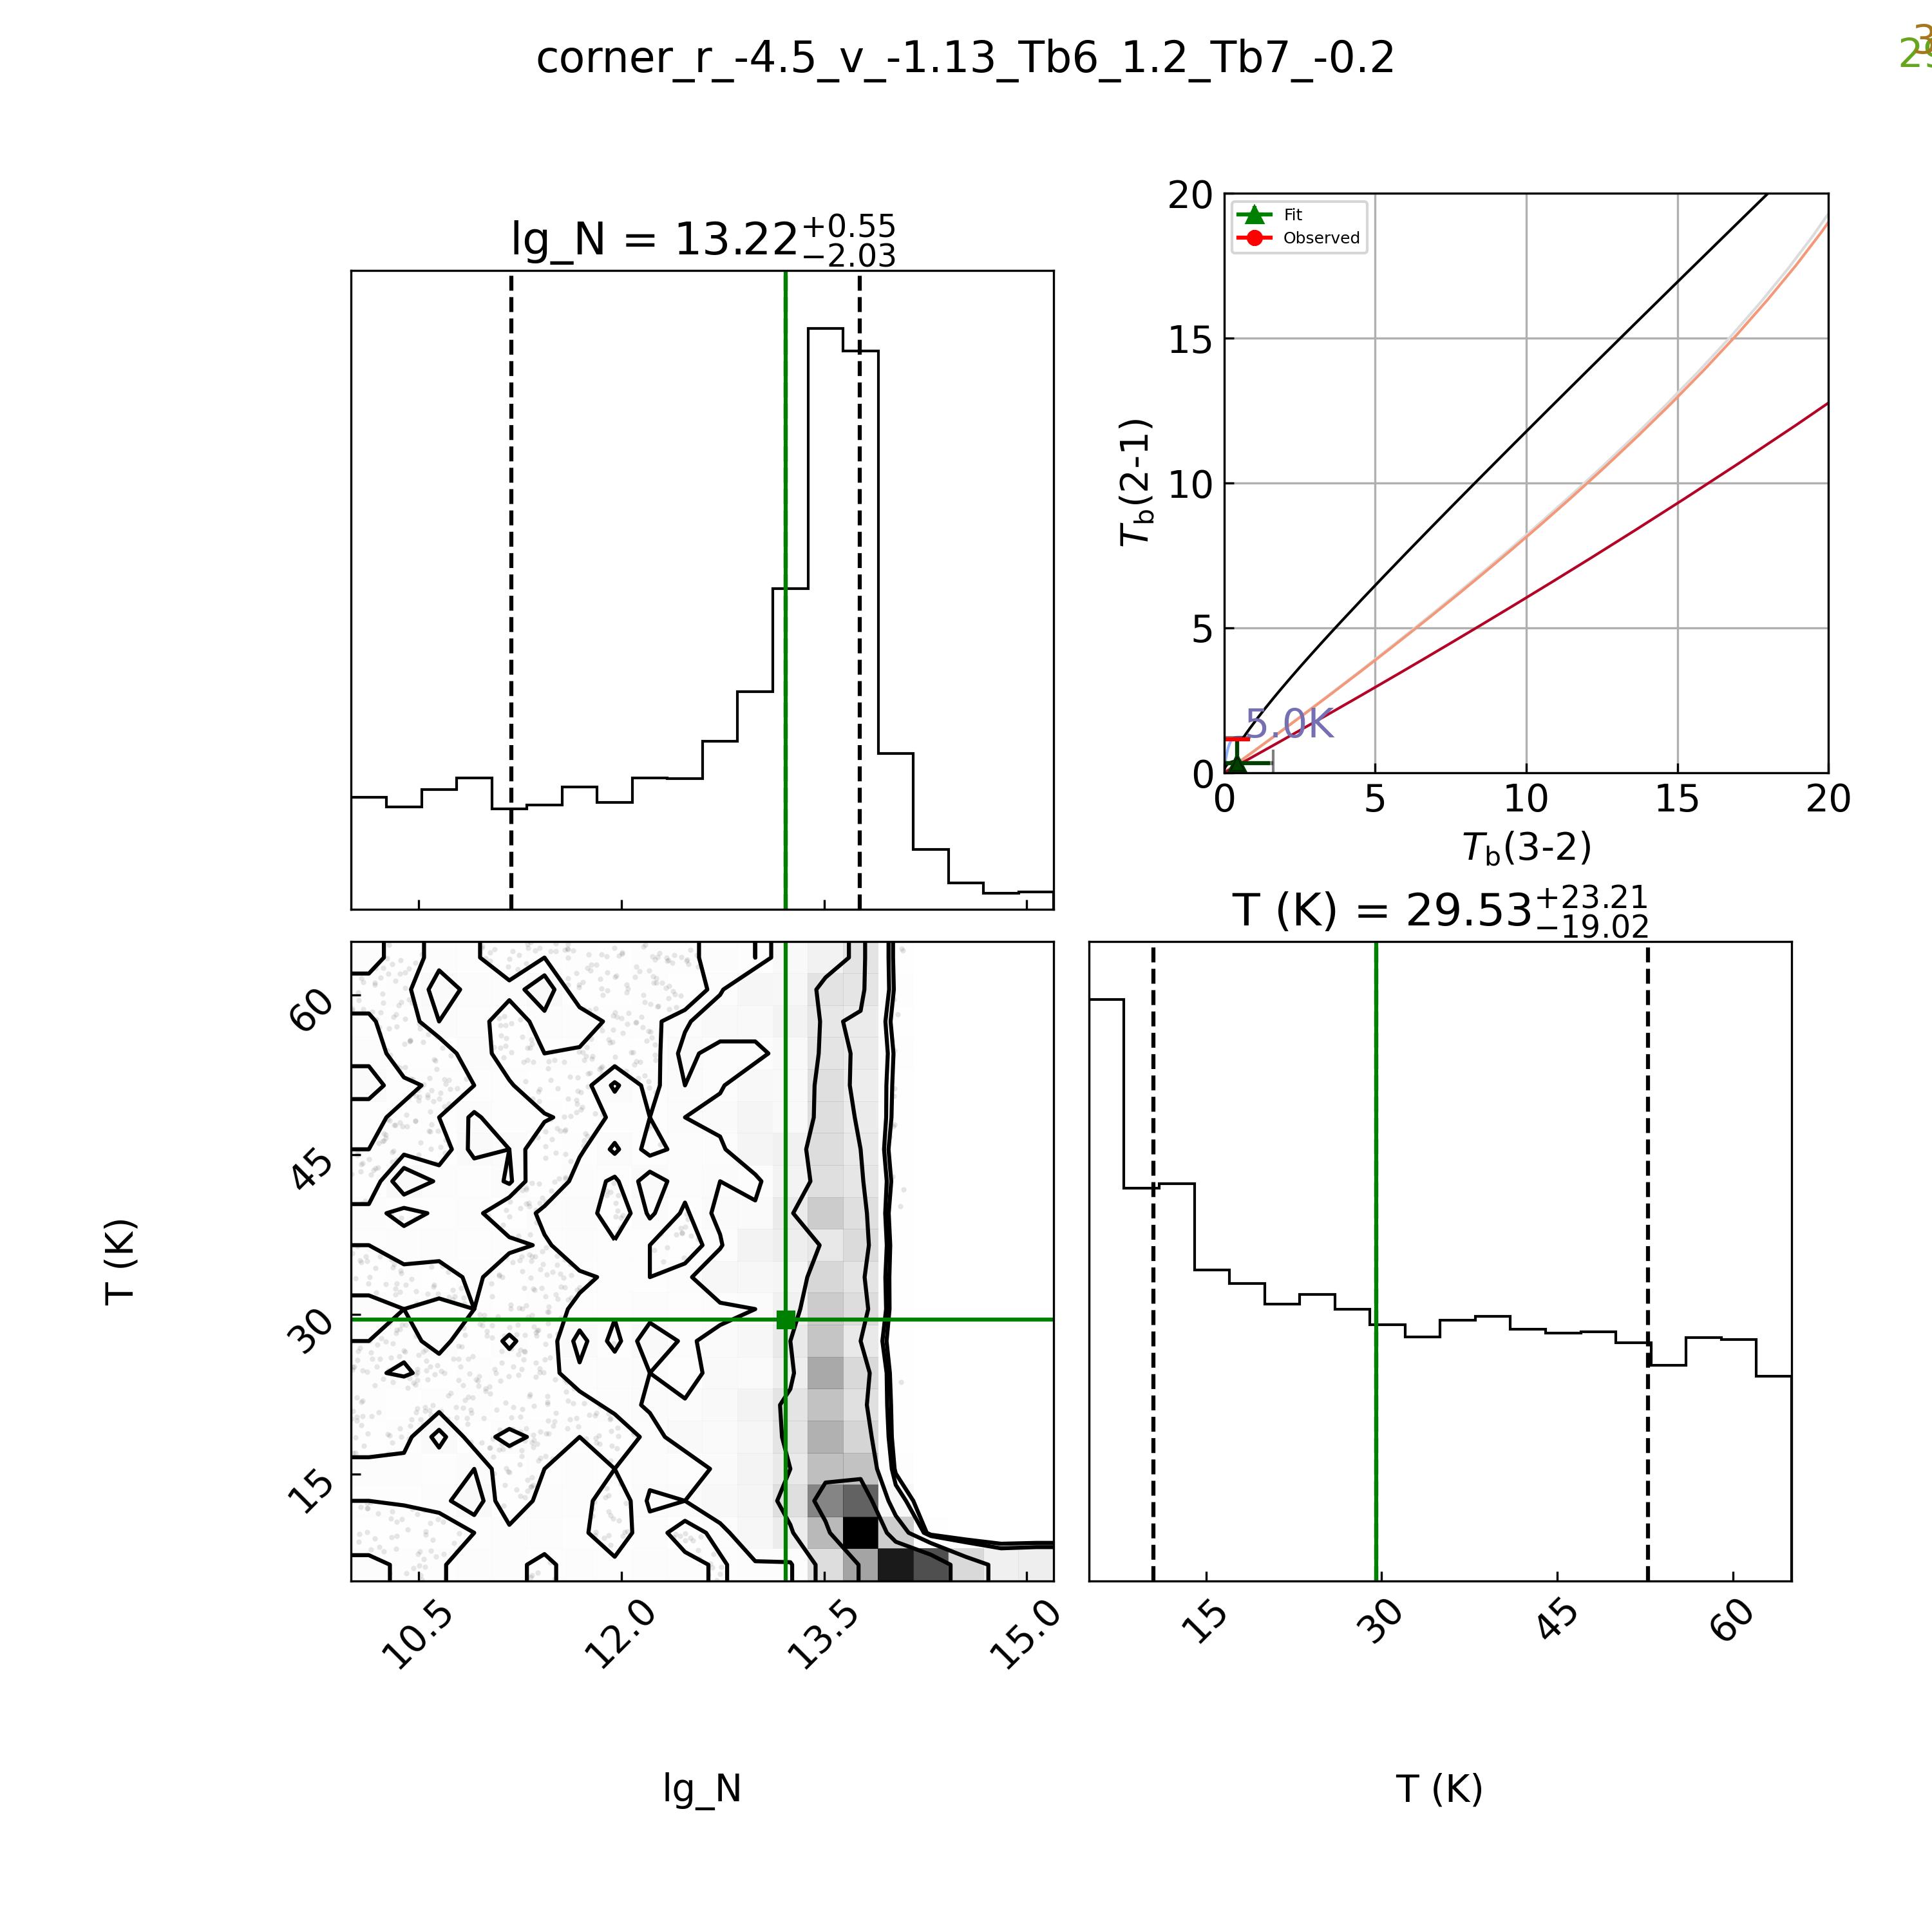 corner_r_-4.5_v_-1.13_Tb6_1.2_Tb7_-0.2
lg_N = 13.22+0.55−2.03
20
15
10
5
0
Tb(2-1)
Fit
Observed
5.0K
0 5 10 15 20
Tb(3-2)
T (K) = 29.53+23.21−19.02
60
45
30
15
T (K)
10.5 12.0 13.5 15.0
15 30 45 60
lg_N
T (K)